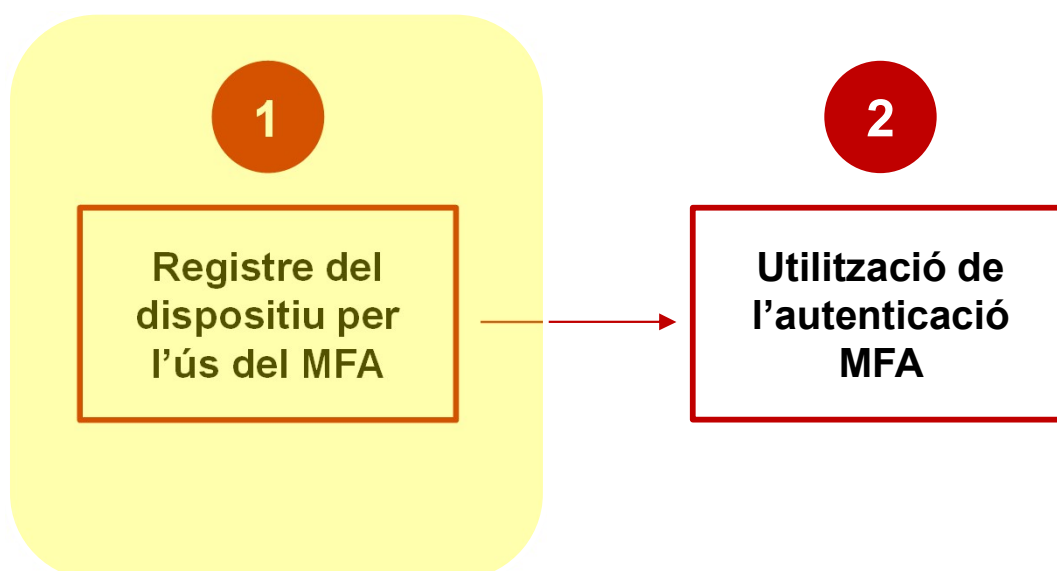 1
Registre del
dispositiu per
l’ús del MFA
2
Utilització de
l’autenticació
MFA